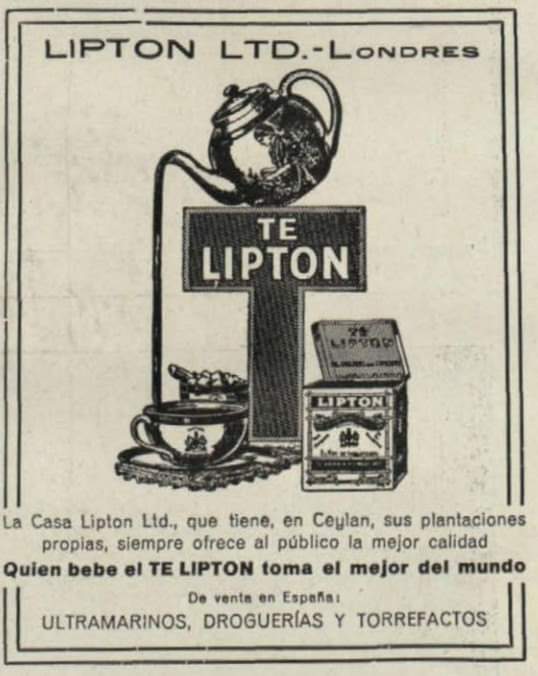 LIPTON LTD.-LONDRES
TE
LIPTON
TE
LIPTON
LIPTON
La Casa Lipton Ltd., que tiene, en Ceylan, sus plantaciones
propias, siempre ofrece al público la mejor calidad
Quien bebe el TE LIPTON toma el mejor del mundo
De venta en España:
ULTRAMARINOS, DROGUERÍAS Y TORREFACTOS